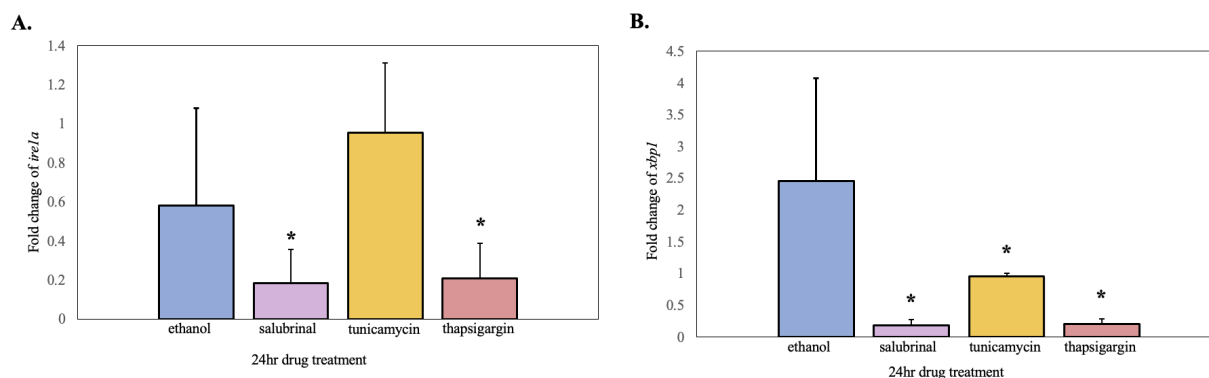 A.
Fold change of ire1a
1.4
1.2
1
0.8
0.6
0.4
0.2
0
*
*
ethanol salubrinal tunicamycin thapsigargin
24hr drug treatment
B.
Fold change of xbp1
4.5
4
3.5
3
2.5
2
1.5
1
0.5
0
*
*
*
ethanol salubrinal tunicamycin thapsigargin
24hr drug treatment